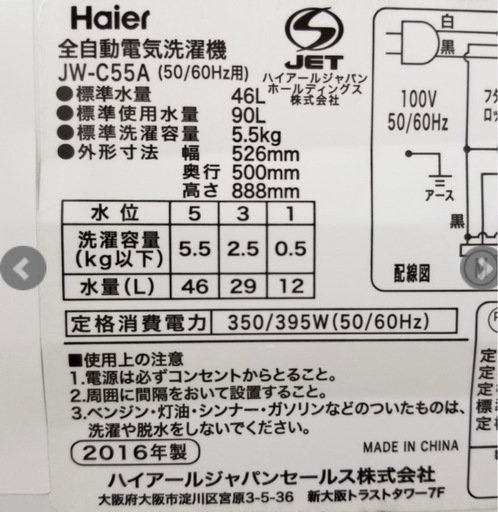 Haier
全自動電気洗濯機
JW-C55A (50/60Hz用)
JET
ハイアールジャパン
ホールディングス
株式会社
●標準水量 46L
●標準使用水量 90L
●標準洗濯容量 5.5kg
●外形寸法 幅 526mm
奥行 500mm
高さ 888mm
水位 5 3 1
洗濯容量
(kg以下) 5.5 2.5 0.5
水量(L) 46 29 12
定格消費電力 350/395W(50/60Hz)
■使用上の注意
1.電源は必ずコンセントからとること。
2.周囲に間隔をおいて設置すること。
3.ベンジン・灯油・シンナー・ガソリンなどのついたものは、
洗濯や脱水をしないでください。
2016年製
MADE IN CHINA
ハイアールジャパンセールス株式会社
大阪府大阪市淀川区宮原3-5-36 新大阪トラストタワー7F
白
黒
100V
50/60Hz
アース
黒
配線図